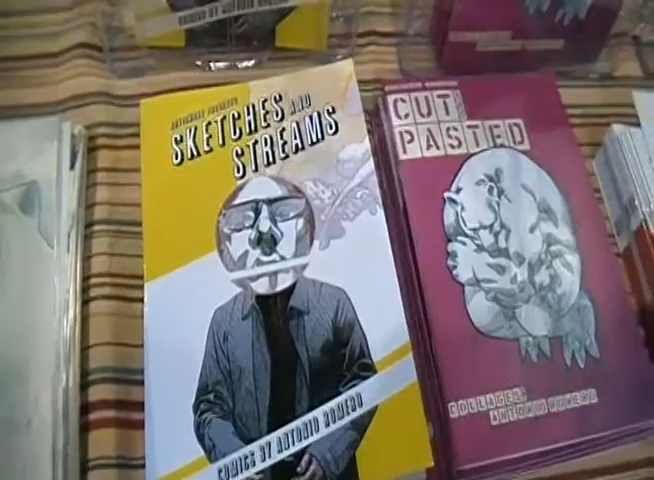 SKETCHES AND
STREAMS
COMICS BY ANTONIO ROMERO
CUT
PASTED
COLLAGES:
ANTONIO ROMERO